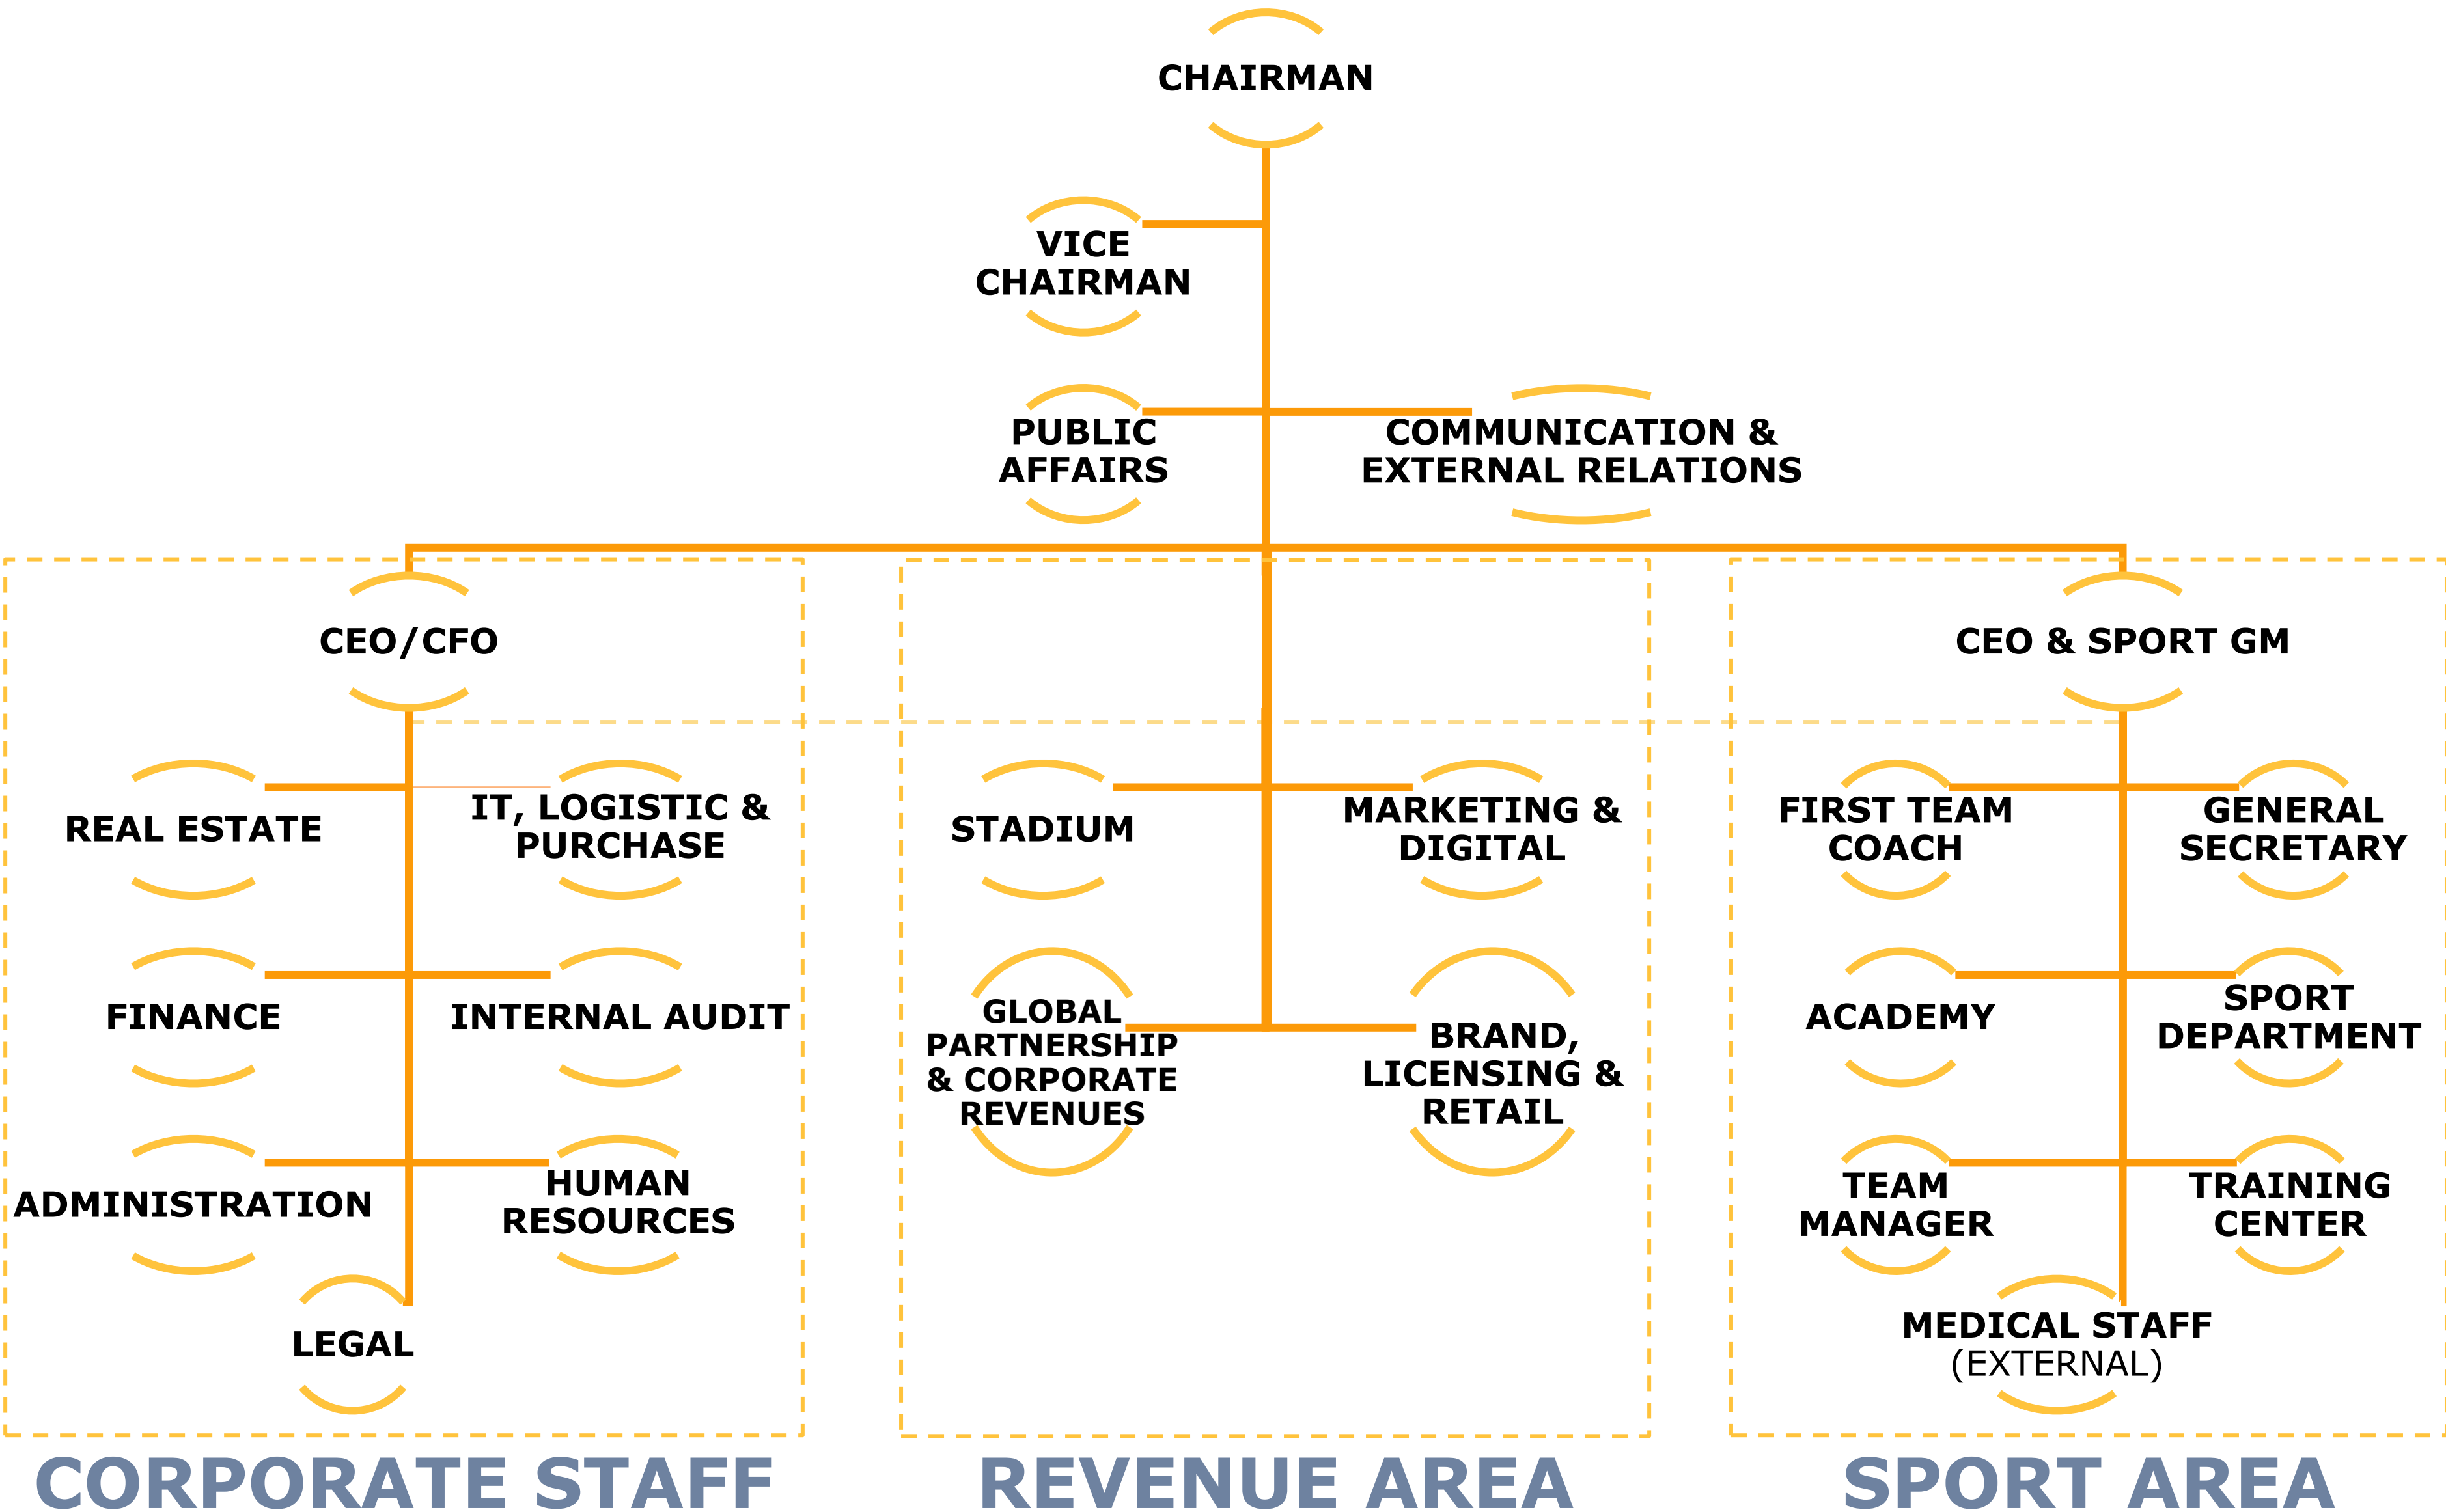 CHAIRMAN
VICE
CHAIRMAN
PUBLIC
AFFAIRS
COMMUNICATION &
EXTERNAL RELATIONS
CEO/CFO
REAL ESTATE
IT, LOGISTIC &
PURCHASE
FINANCE
INTERNAL AUDIT
ADMINISTRATION
HUMAN
RESOURCES
LEGAL
CORPORATE STAFF
STADIUM
MARKETING &
DIGITAL
GLOBAL
PARTNERSHIP
& CORPORATE
REVENUES
BRAND,
LICENSING &
RETAIL
REVENUE AREA
CEO & SPORT GM
FIRST TEAM
COACH
GENERAL
SECRETARY
ACADEMY
SPORT
DEPARTMENT
TEAM
MANAGER
TRAINING
CENTER
MEDICAL STAFF
(EXTERNAL)
SPORT AREA